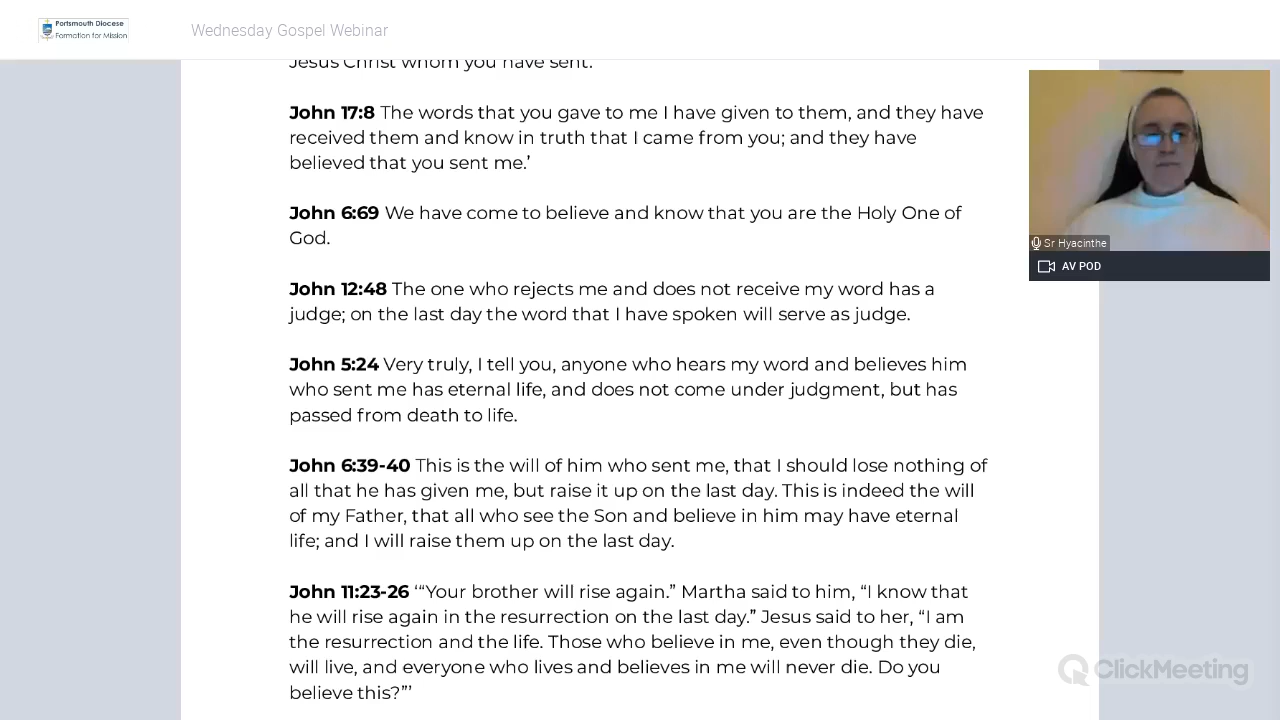 Portsmouth Diocese
Formation for Mission
Wednesday Gospel Webinar
Jesus Christ whom you have sent.
John 17:8 The words that you gave to me I have given to them, and they have
received them and know in truth that I came from you; and they have
believed that you sent me.’
John 6:69 We have come to believe and know that you are the Holy One of
God.
John 12:48 The one who rejects me and does not receive my word has a
judge; on the last day the word that I have spoken will serve as judge.
John 5:24 Very truly, I tell you, anyone who hears my word and believes him
who sent me has eternal life, and does not come under judgment, but has
passed from death to life.
John 6:39-40 This is the will of him who sent me, that I should lose nothing of
all that he has given me, but raise it up on the last day. This is indeed the will
of my Father, that all who see the Son and believe in him may have eternal
life; and I will raise them up on the last day.
John 11:23-26 ‘“Your brother will rise again.” Martha said to him, “I know that
he will rise again in the resurrection on the last day.” Jesus said to her, “I am
the resurrection and the life. Those who believe in me, even though they die,
will live, and everyone who lives and believes in me will never die. Do you
believe this?”’
Sr Hyacinthe
AV POD
ClickMeeting